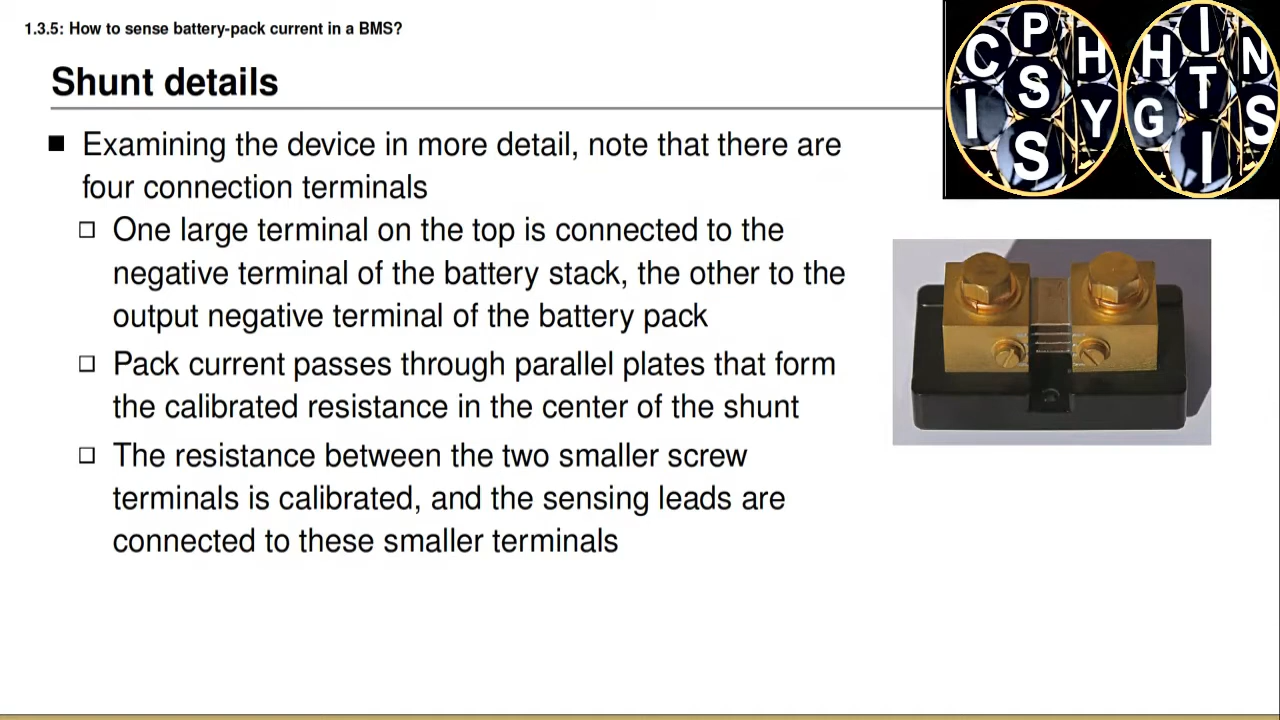 1.3.5: How to sense battery-pack current in a BMS?
Shunt details
Examining the device in more detail, note that there are
four connection terminals
One large terminal on the top is connected to the
negative terminal of the battery stack, the other to the
output negative terminal of the battery pack
Pack current passes through parallel plates that form
the calibrated resistance in the center of the shunt
The resistance between the two smaller screw
terminals is calibrated, and the sensing leads are
connected to these smaller terminals
P
C H
S
I Y
S
I
H N
T
G S
I